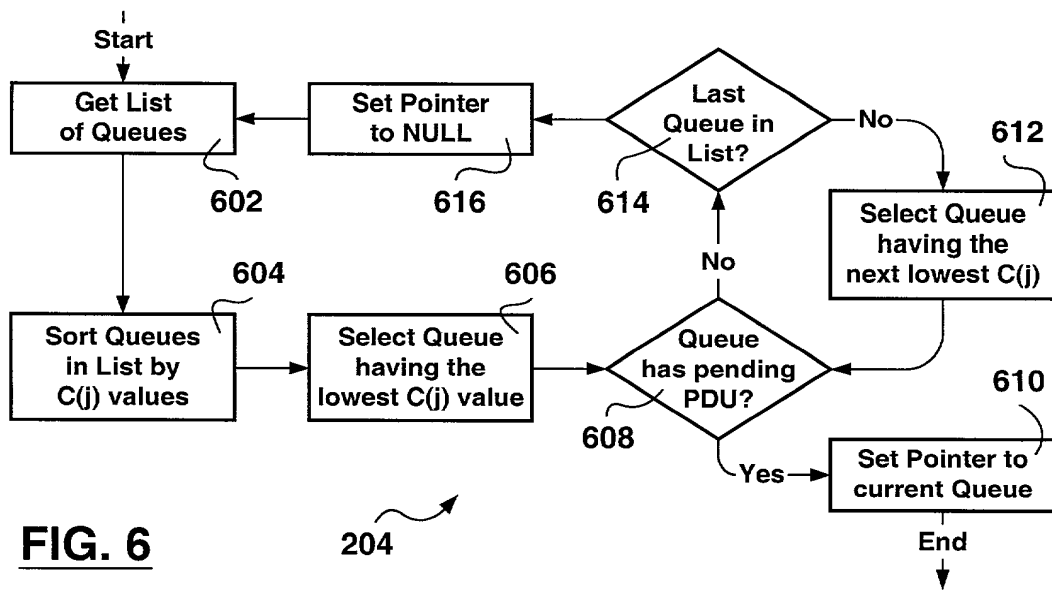 Start
Get List
of Queues
602
Set Pointer
to NULL
616
Last
Queue in
List?
614
No
612
Select Queue
having the
next lowest C(j)
604
Sort Queues
in List by
C(j) values
606
Select Queue
having the
lowest C(j) value
No
Queue
has pending
PDU?
608
Yes
610
Set Pointer to
current Queue
End
204
FIG. 6